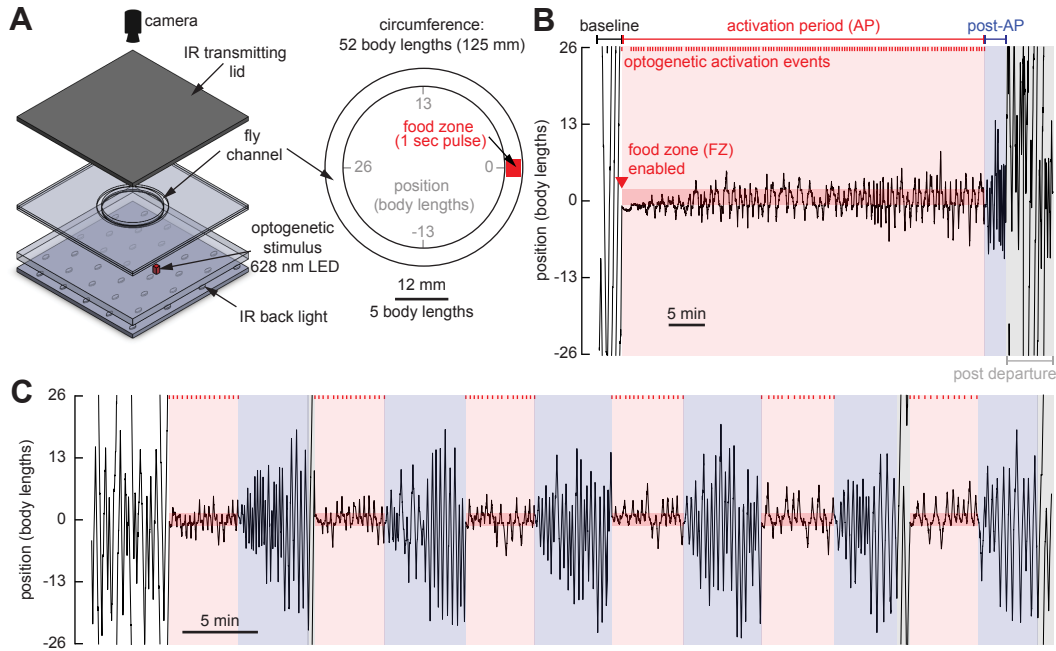 A
camera
IR transmitting
lid
fly
channel
optogenetic
stimulus
628 nm LED
IR back light
circumference:
52 body lengths (125 mm)
13
food zone
(1 sec pulse)
26
0
position
(body lengths)
-13
12 mm
5 body lengths
B
baseline
activation period (AP)
post-AP
optogenetic activation events
food zone (FZ)
enabled
position (body lengths)
26
13
0
-13
-26
5 min
post departure
C
position (body lengths)
26
13
0
-13
-26
5 min